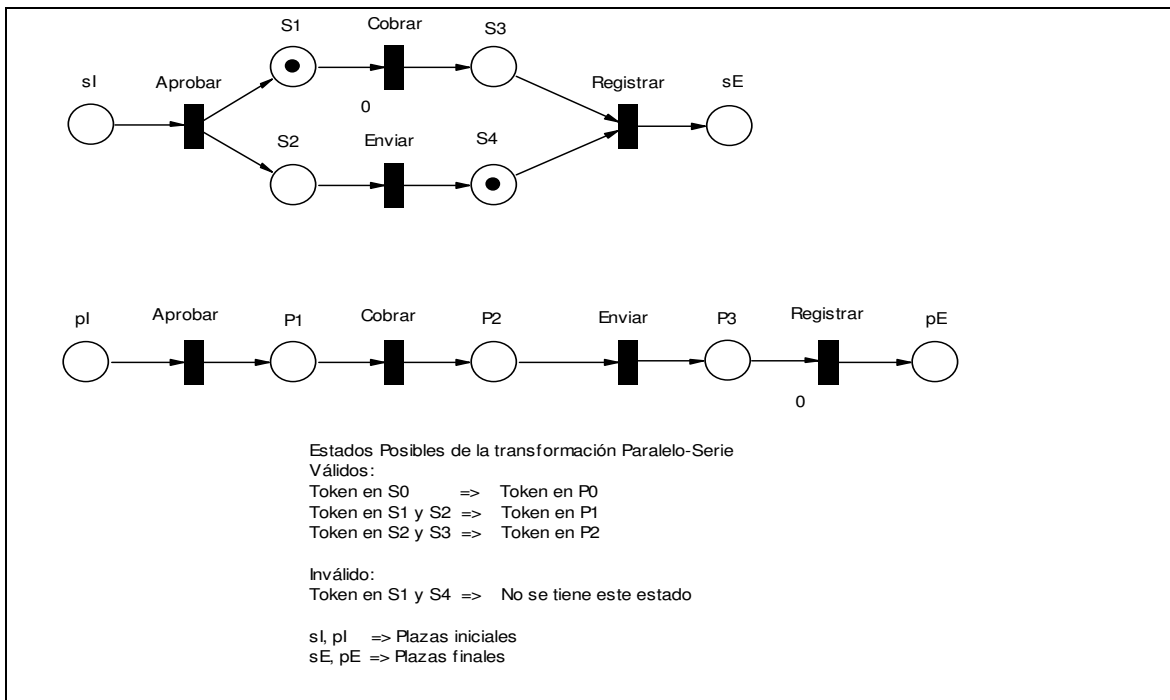 S1 Cobrar S3
sI Aprobar Registrar sE
0
S2 Enviar S4
pI Aprobar P1 Cobrar P2 Enviar P3 Registrar pE
0
Estados Posibles de la transformación Paralelo-Serie
Válidos:
Token en S0 => Token en P0
Token en S1 y S2 => Token en P1
Token en S2 y S3 => Token en P2
Inválido:
Token en S1 y S4 => No se tiene este estado
sI, pI => Plazas iniciales
sE, pE => Plazas finales